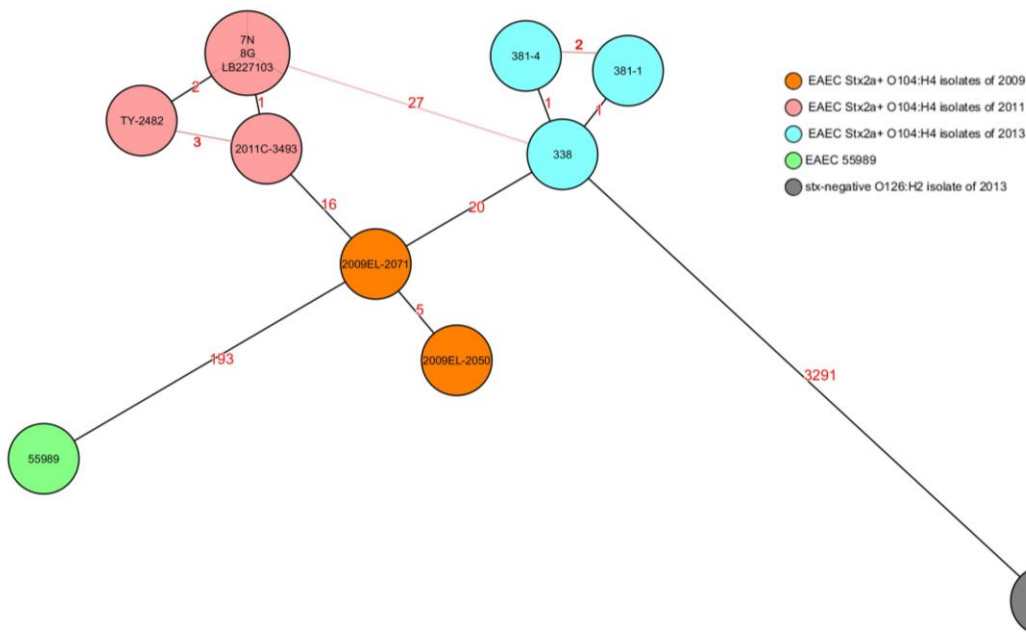 7N
8G
LB227103
381-4
2
381-1
EAEC Stx2a+ O104:H4 isolates of 2009
EAEC Stx2a+ O104:H4 isolates of 2011
EAEC Stx2a+ O104:H4 isolates of 2013
EAEC 55989
stx-negative O126:H2 isolate of 2013
2
1
27
1
1
TY-2482
3
2011C-3493
338
16
20
2009EL-2071
5
193
2009EL-2050
3291
55989